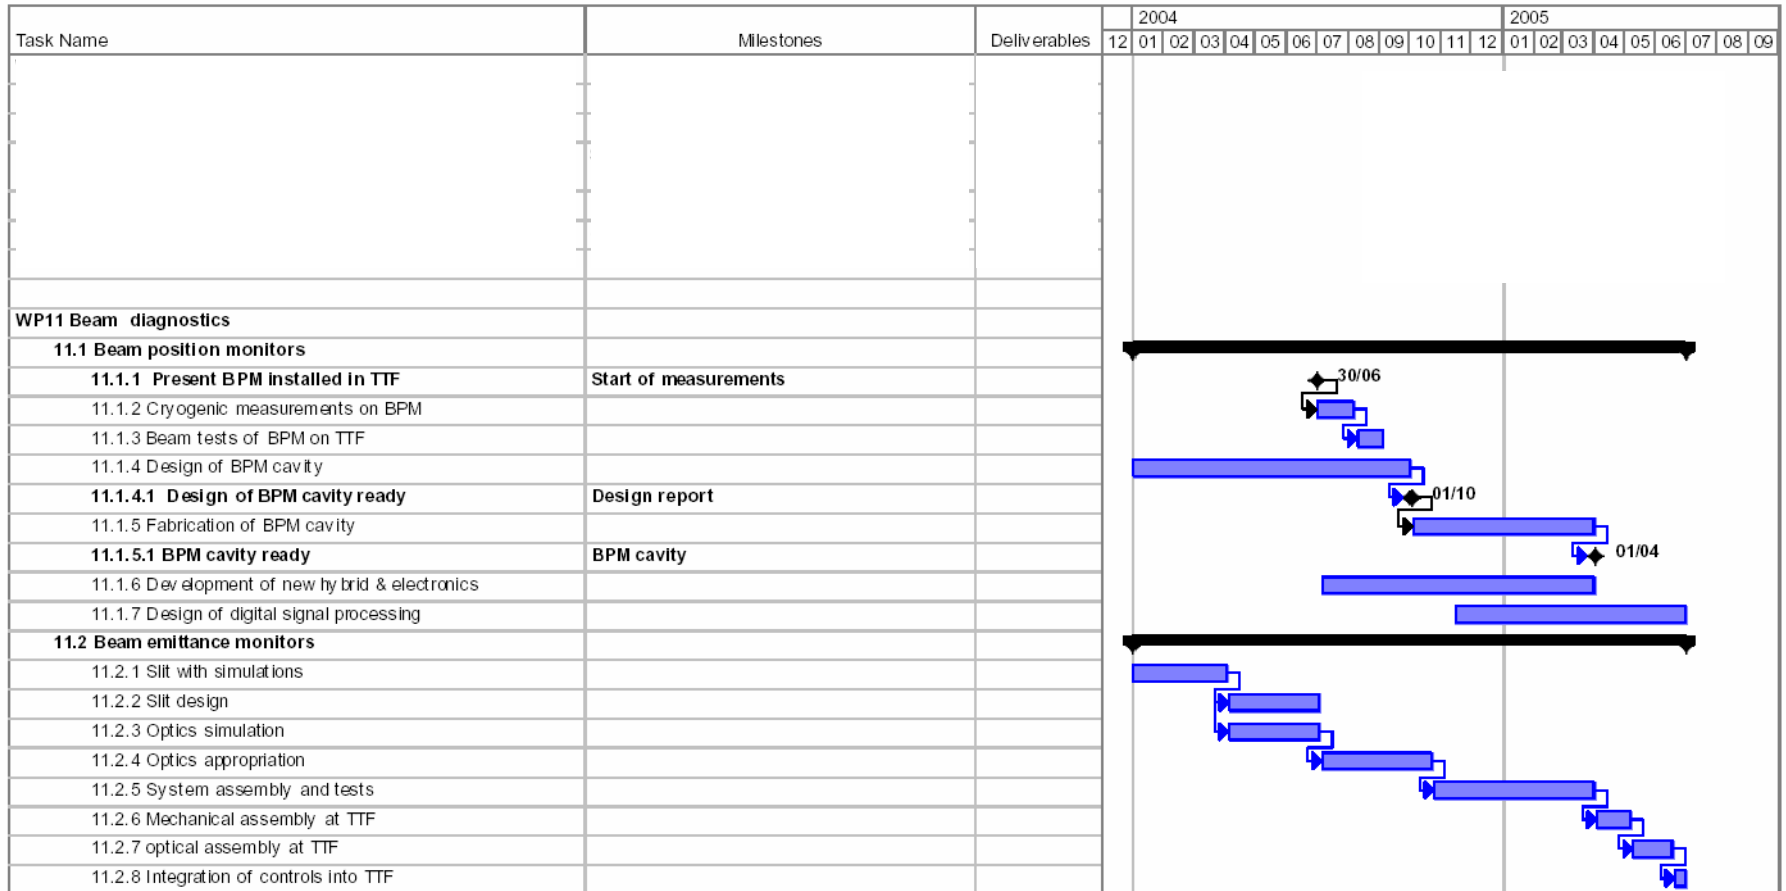 2004 2005
Task Name Milestones Deliverables 12 01 02 03 04 05 06 07 08 09 10 11 12 01 02 03 04 05 06 07 08 09
WP11 Beam diagnostics
11.1 Beam position monitors
11.1.1 Present BPM installed in TTF Start of measurements 30/06
11.1.2 Cryogenic measurements on BPM
11.1.3 Beam tests of BPM on TTF
11.1.4 Design of BPM cavity
11.1.4.1 Design of BPM cavity ready Design report 01/10
11.1.5 Fabrication of BPM cavity
11.1.5.1 BPM cavity ready BPM cavity 01/04
11.1.6 Development of new hybrid & electronics
11.1.7 Design of digital signal processing
11.2 Beam emittance monitors
11.2.1 Slit with simulations
11.2.2 Slit design
11.2.3 Optics simulation
11.2.4 Optics appropriation
11.2.5 System assembly and tests
11.2.6 Mechanical assembly at TTF
11.2.7 optical assembly at TTF
11.2.8 Integration of controls into TTF